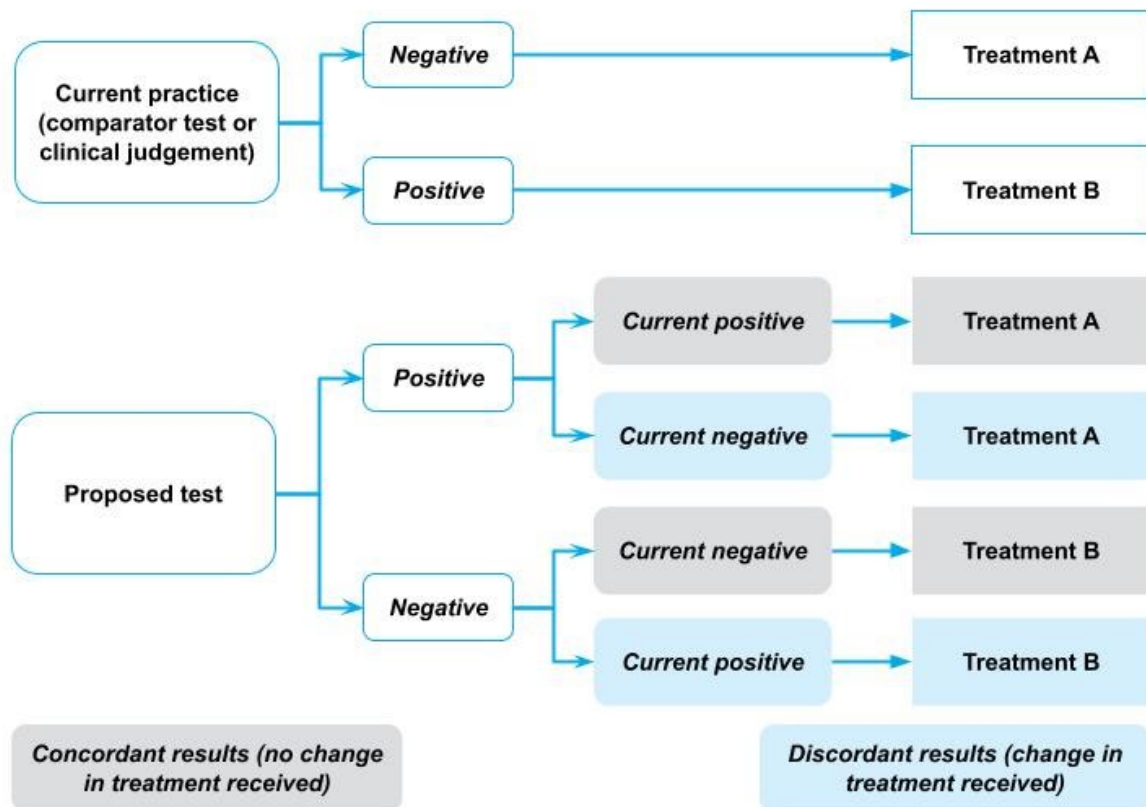 Current practice
(comparator test or
clinical judgement)
Negative
Treatment A
Positive
Treatment B
Proposed test
Positive
Current positive
Treatment A
Current negative
Treatment A
Negative
Current negative
Treatment B
Current positive
Treatment B
Concordant results (no change
in treatment received)
Discordant results (change in
treatment received)